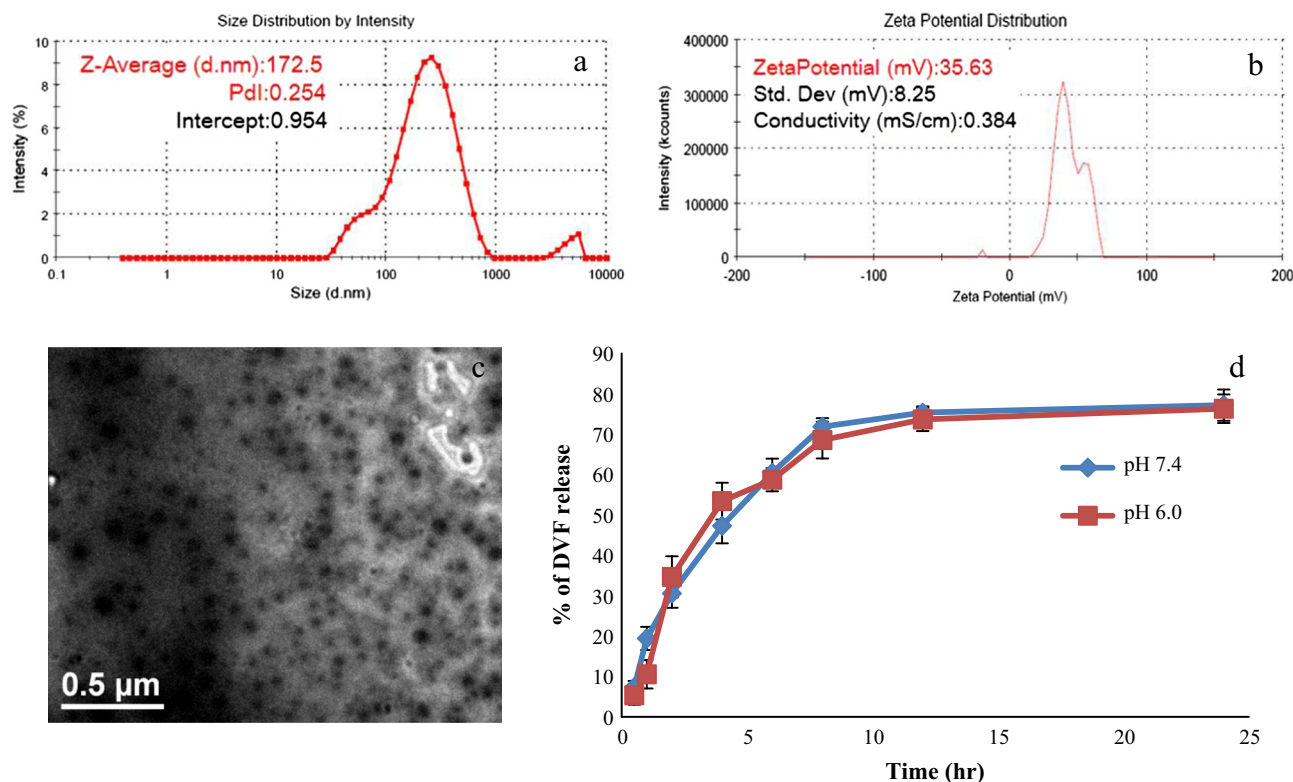 Size Distribution by Intensity
a
Z-Average (d.nm):172.5
PdI:0.254
Intercept:0.954
Intensity (%)
10
8
6
4
2
0
0.1 1 10 100 1000 10000
Size (d.nm)
Zeta Potential Distribution
b
ZetaPotential (mV):35.63
Std. Dev (mV):8.25
Conductivity (mS/cm):0.384
Intensity (kcounts)
400000
300000
200000
100000
0
-200 -100 0 100 200
Zeta Potential (mV)
c
0.5 µm
d
% of DVF release
90
80
70
60
50
40
30
20
10
0
pH 7.4
pH 6.0
0 5 10 15 20 25
Time (hr)